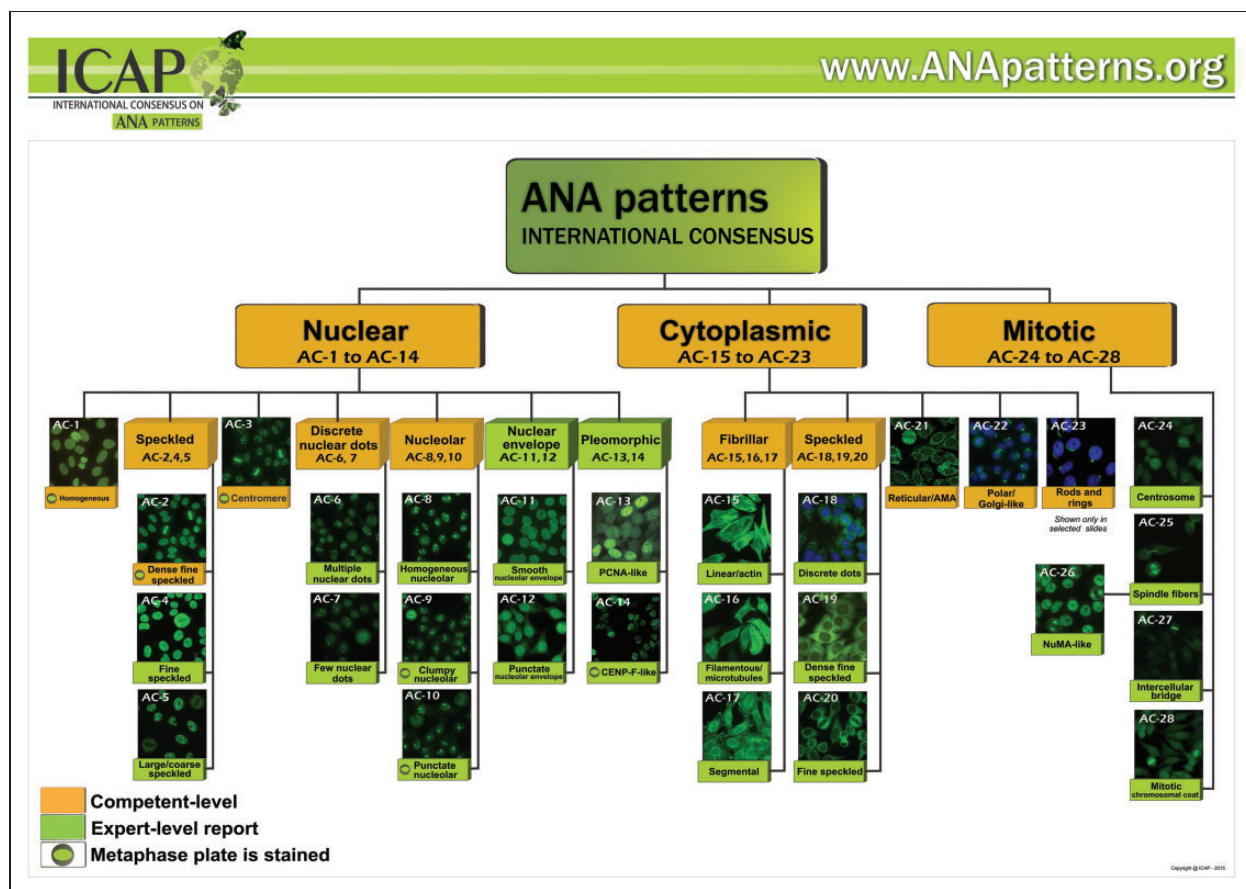 ICAP
INTERNATIONAL CONSENSUS ON
ANA PATTERNS
www.ANApatterns.org
ANA patterns
INTERNATIONAL CONSENSUS
Nuclear
AC-1 to AC-14
Cytoplasmic
AC-15 to AC-23
Mitotic
AC-24 to AC-28
AC-1
Homogeneous
Speckled
AC-2,4,5
AC-2
Dense fine
speckled
AC-4
Fine
speckled
AC-5
Large/coarse
speckled
AC-3
Centromere
Discrete
nuclear dots
AC-6, 7
AC-6
Multiple
nuclear dots
AC-7
Few nuclear
dots
Nucleolar
AC-8,9,10
AC-8
Homogeneous
nucleolar
AC-9
Clumpy
nucleolar
AC-10
Punctate
nucleolar
Nuclear
envelope
AC-11,12
AC-11
Smooth
nucleolar envelope
AC-12
Punctate
nucleolar envelope
Pleomorphic
AC-13,14
AC-13
PCNA-like
AC-14
CENP-F-like
Fibrillar
AC-15,16,17
AC-15
Linear/actin
AC-16
Filamentous/
microtubules
AC-17
Segmental
Speckled
AC-18,19,20
AC-18
Discrete dots
AC-19
Dense fine
speckled
AC-20
Fine speckled
AC-21
Reticular/AMA
AC-22
Polar/
Golgi-like
AC-23
Rods and
rings
Shown only in
selected slides
AC-24
Centrosome
AC-25
Spindle fibers
AC-26
NuMA-like
AC-27
Intercellular
bridge
AC-28
Mitotic
chromosomal coat
Competent-level
Expert-level report
Metaphase plate is stained
Copyright @ ICAP - 2015